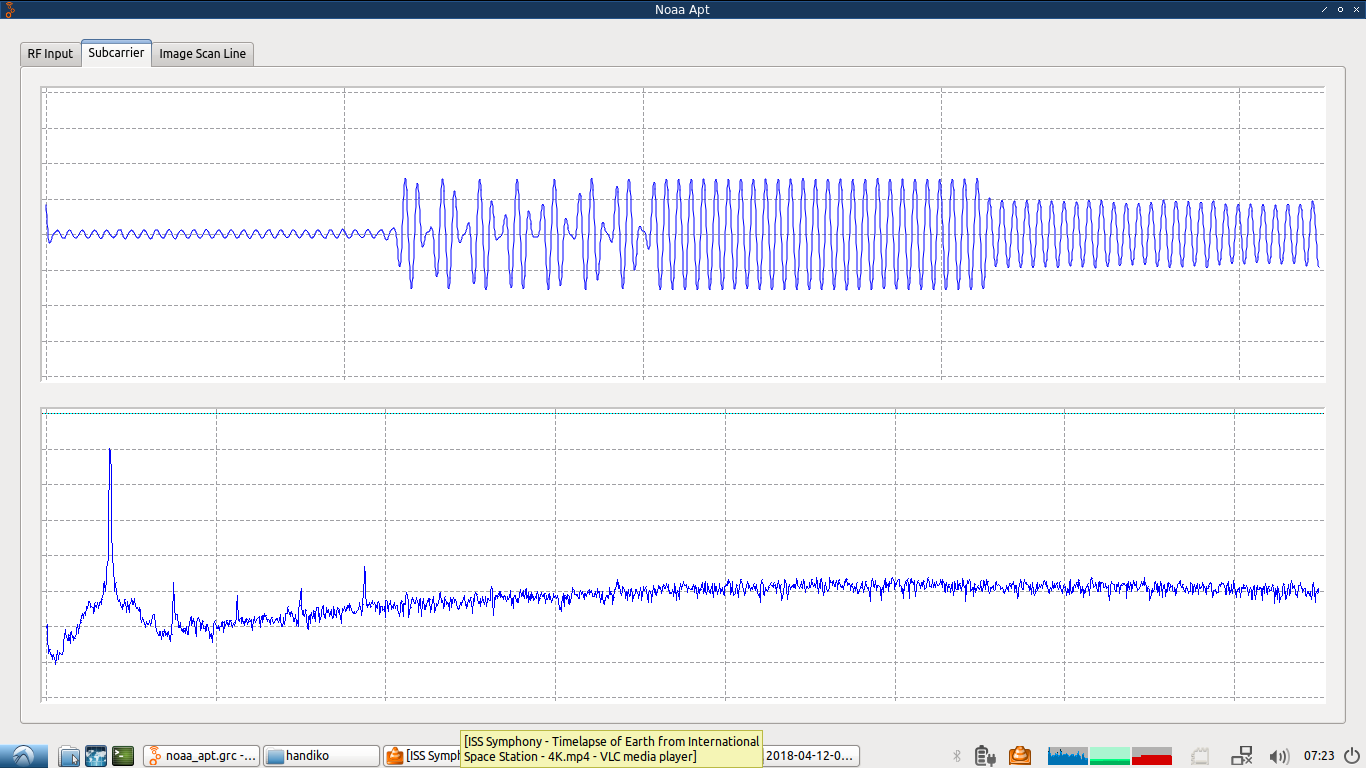 Noaa Apt
RF Input
Subcarrier
Image Scan Line
noaa_apt.grc -...
handiko
[ISS Symph
[ISS Symphony - Timelapse of Earth from International
Space Station - 4K.mp4 - VLC media player]
2018-04-12-0...
07:23